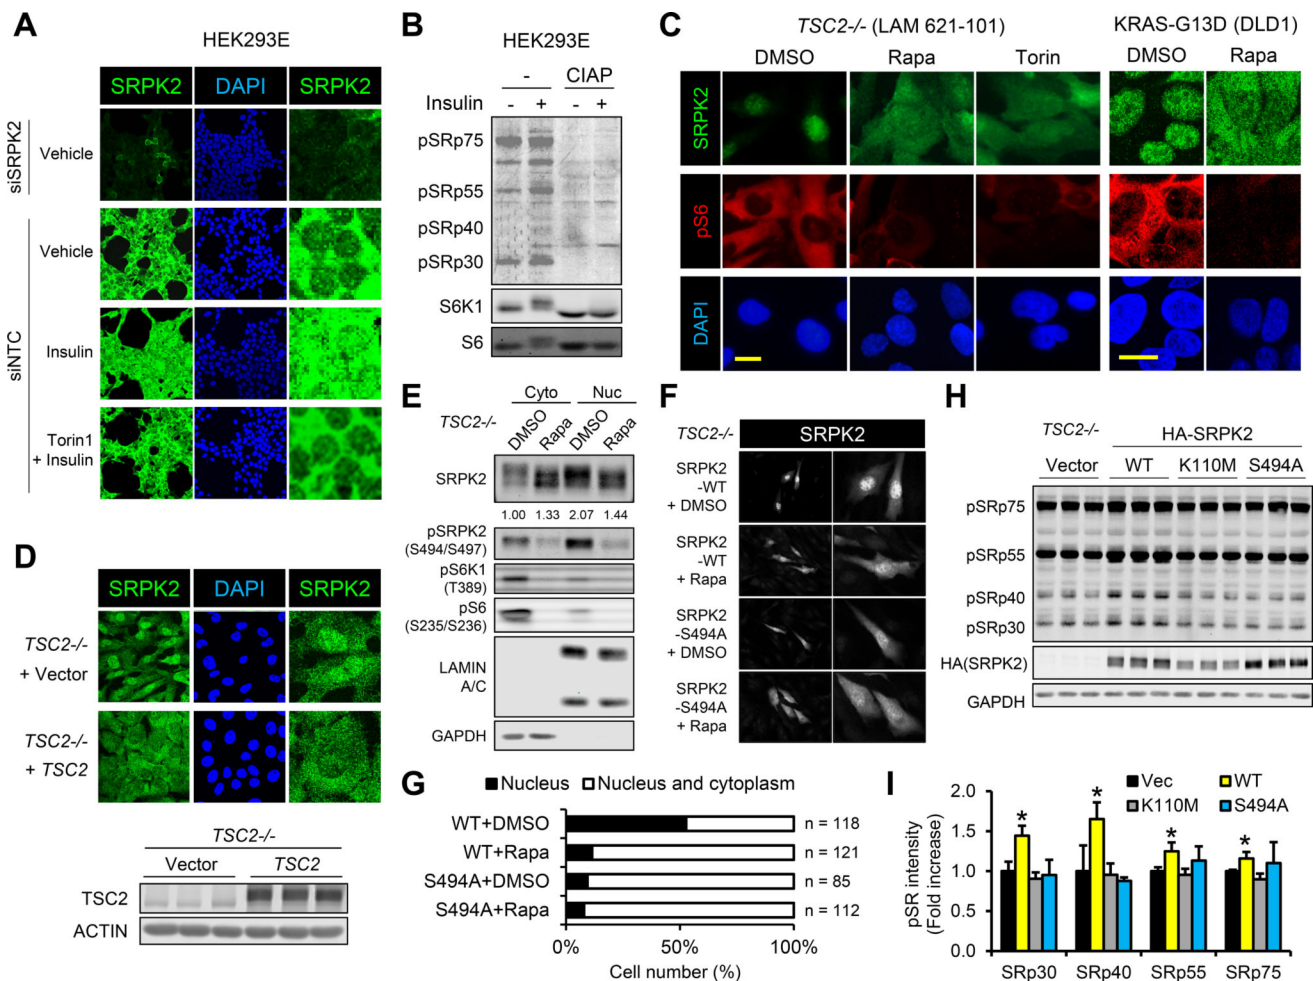 A
HEK293E
SRPK2 DAPI SRPK2
siSRPK2
Vehicle
siNTC
Vehicle
Insulin
Torin1
+ Insulin
B
HEK293E
- CIAP
Insulin - + - +
pSRp75
pSRp55
pSRp40
pSRp30
S6K1
S6
C
TSC2-/- (LAM 621-101) KRAS-G13D (DLD1)
DMSO Rapa Torin DMSO Rapa
SRPK2
pS6
DAPI
D
SRPK2 DAPI SRPK2
TSC2-/-
+ Vector
TSC2-/-
+ TSC2
TSC2-/-
Vector TSC2
TSC2
ACTIN
E
Cyto Nuc
TSC2-/- DMSO Rapa DMSO Rapa
SRPK2
1.00 1.33 2.07 1.44
pSRPK2
(S494/S497)
pS6K1
(T389)
pS6
(S235/S236)
LAMIN
A/C
GAPDH
F
TSC2-/- SRPK2
SRPK2
-WT
+ DMSO
SRPK2
-WT
+ Rapa
SRPK2
-S494A
+ DMSO
SRPK2
-S494A
+ Rapa
G
Nucleus Nucleus and cytoplasm
WT+DMSO n = 118
WT+Rapa n = 121
S494A+DMSO n = 85
S494A+Rapa n = 112
0% 50% 100%
Cell number (%)
H
TSC2-/- HA-SRPK2
Vector WT K110M S494A
pSRp75
pSRp55
pSRp40
pSRp30
HA(SRPK2)
GAPDH
I
Vec WT
K110M S494A
pSR intensity
(Fold increase)
2.0
1.5
1.0
0.5
0.0
* * * *
SRp30 SRp40 SRp55 SRp75